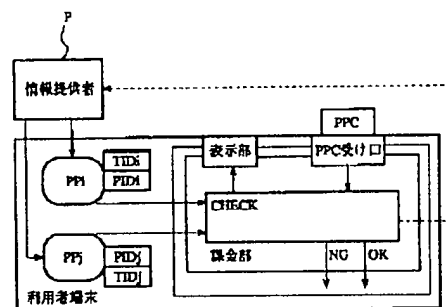 P
情報提供者
PPC
表示部
PPC受け口
TIDi
PPi
PIDi
CHECK
PPj
PIDj
課金部
NG
OK
TIDj
利用者端末